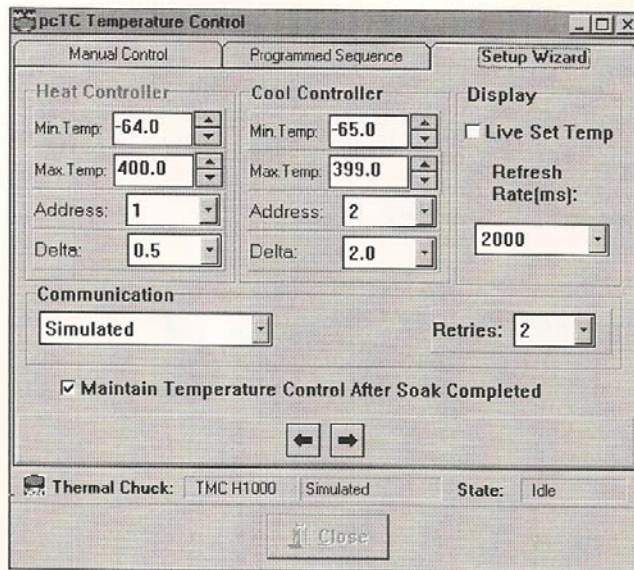 pcTC Temperature Control
Manual Control
Programmed Sequence
Setup Wizard
Heat Controller
Min.Temp: -64.0
Max.Temp: 400.0
Address: 1
Delta: 0.5
Cool Controller
Min.Temp: -65.0
Max.Temp: 399.0
Address: 2
Delta: 2.0
Display
Live Set Temp
Refresh
Rate(ms):
2000
Communication
Simulated
Retries: 2
Maintain Temperature Control After Soak Completed
Thermal Chuck: TMC H1000 Simulated State: Idle
Close